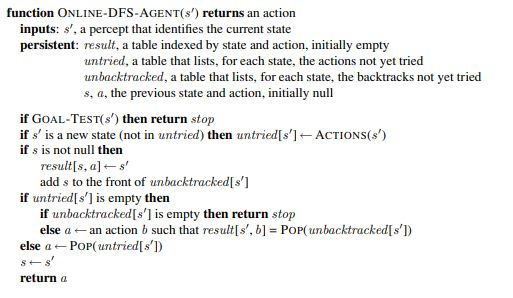 function ONLINE-DFS-AGENT(s′) returns an action
inputs: s′, a percept that identifies the current state
persistent: result, a table indexed by state and action, initially empty
untried, a table that lists, for each state, the actions not yet tried
unbacktracked, a table that lists, for each state, the backtracks not yet tried
s, a, the previous state and action, initially null
if GOAL-TEST(s′) then return stop
if s′ is a new state (not in untried) then untried[s′] ← ACTIONS(s′)
if s is not null then
result[s, a] ← s′
add s to the front of unbacktracked[s′]
if untried[s′] is empty then
if unbacktracked[s′] is empty then return stop
else a ← an action b such that result[s′, b] = POP(unbacktracked[s′])
else a ← POP(untried[s′])
s ← s′
return a